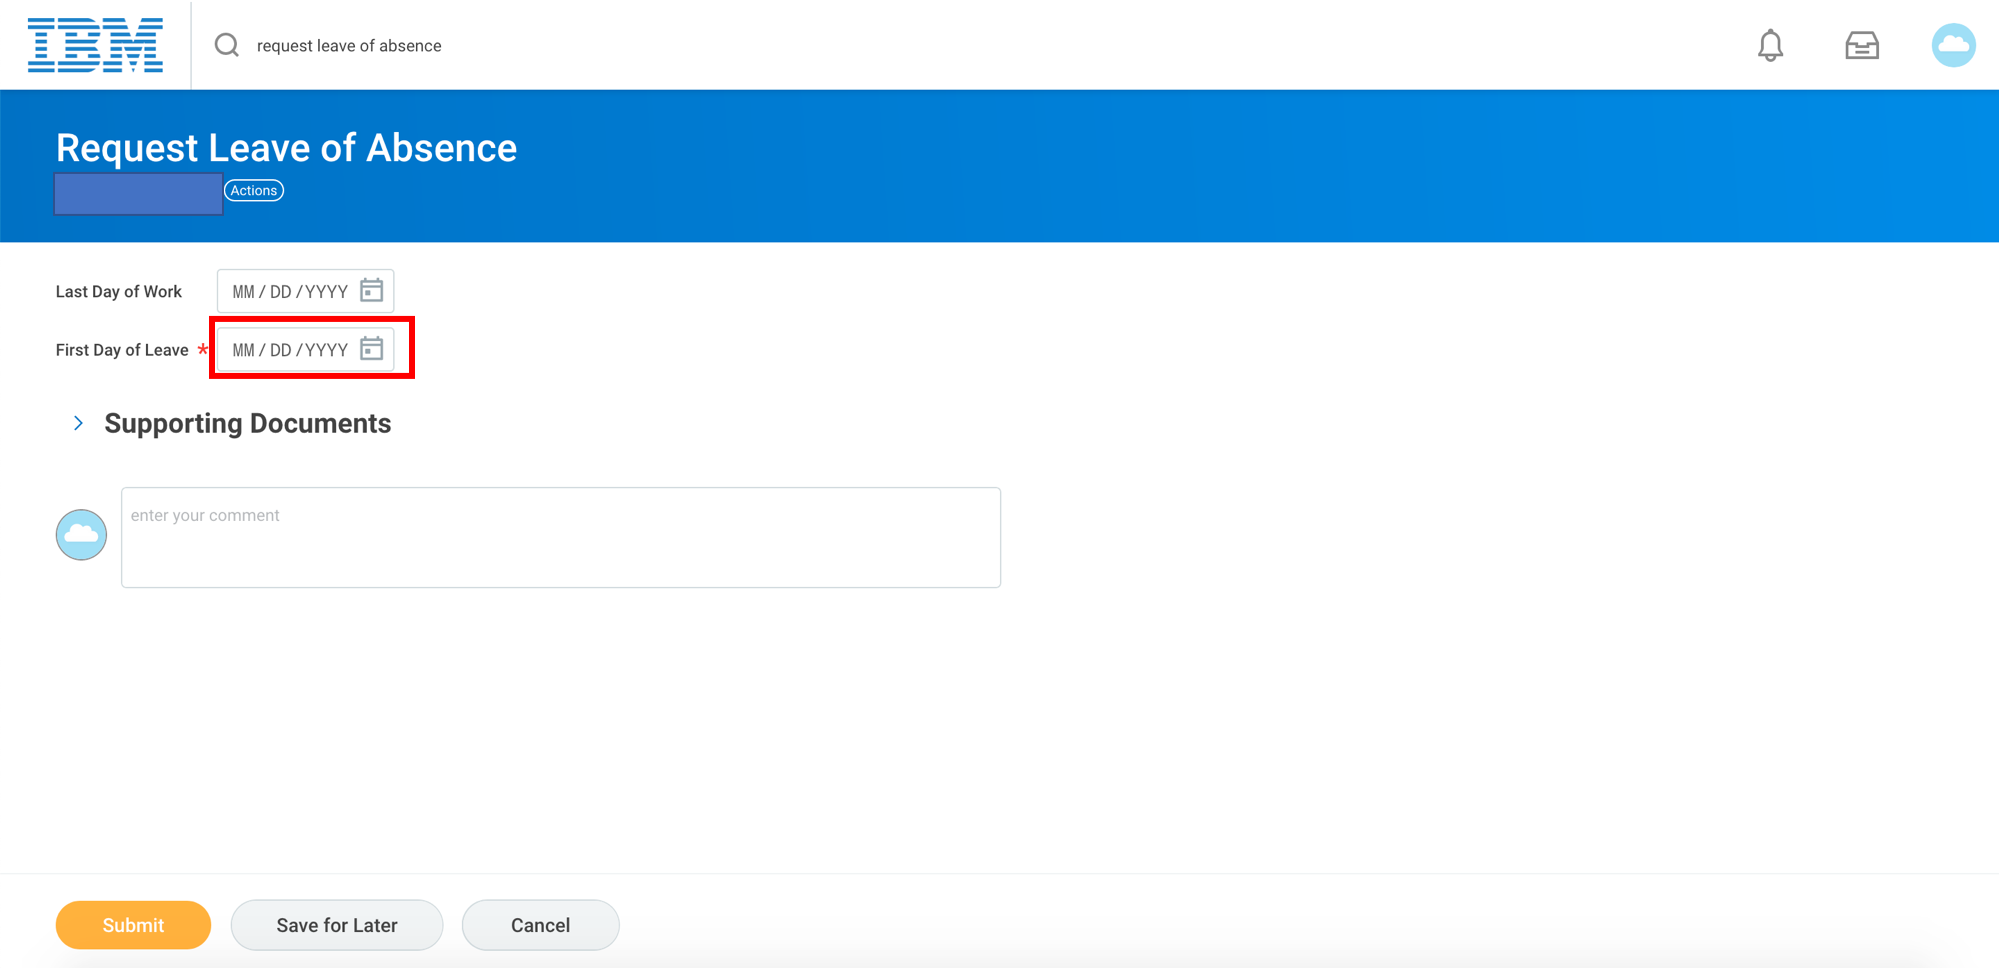 IBM
request leave of absence
Request Leave of Absence
Actions
Last Day of Work MM / DD / YYYY
First Day of Leave * MM / DD / YYYY
Supporting Documents
enter your comment
Submit Save for Later Cancel